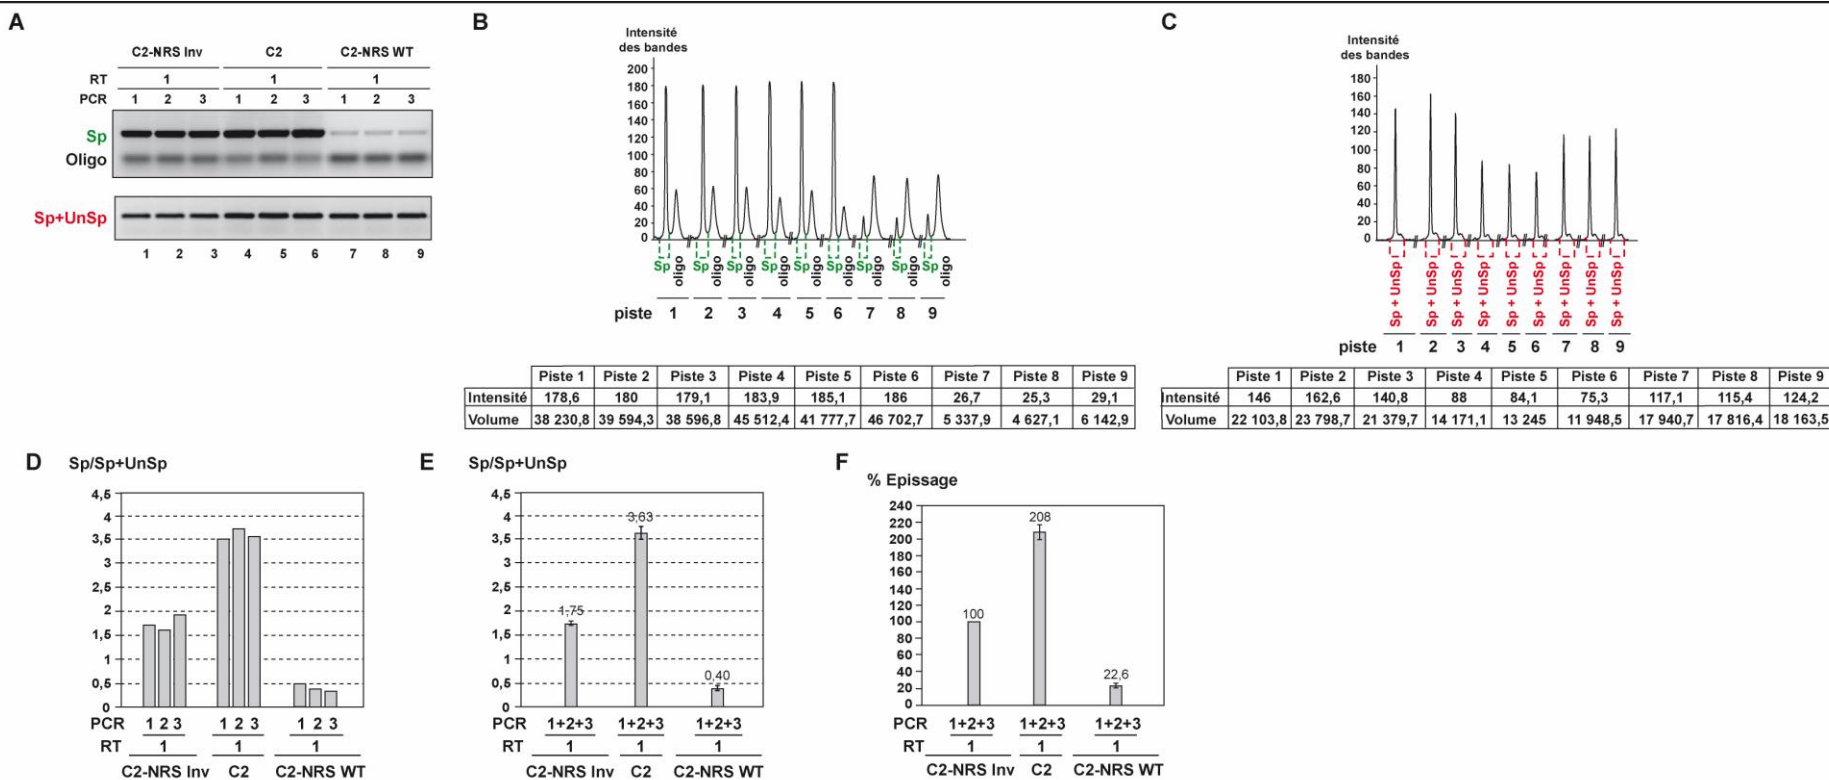 A
C2-NRS Inv C2 C2-NRS WT
RT 1 1 1
PCR 1 2 3 1 2 3 1 2 3
Sp
Oligo
Sp+UnSp
1 2 3 4 5 6 7 8 9
B
Intensité
des bandes
200
180
160
140
120
100
80
60
40
20
0
Sp oligo Sp oligo Sp oligo Sp oligo Sp oligo Sp oligo Sp oligo Sp oligo Sp oligo
piste 1 2 3 4 5 6 7 8 9
Piste 1 Piste 2 Piste 3 Piste 4 Piste 5 Piste 6 Piste 7 Piste 8 Piste 9
Intensité 178,6 180 179,1 183,9 185,1 186 26,7 25,3 29,1
Volume 38 230,8 39 594,3 38 596,8 45 512,4 41 777,7 46 702,7 5 337,9 4 627,1 6 142,9
C
Intensité
des bandes
180
160
140
120
100
80
60
40
20
0
Sp + UnSp Sp + UnSp Sp + UnSp Sp + UnSp Sp + UnSp Sp + UnSp Sp + UnSp Sp + UnSp Sp + UnSp
piste 1 2 3 4 5 6 7 8 9
Piste 1 Piste 2 Piste 3 Piste 4 Piste 5 Piste 6 Piste 7 Piste 8 Piste 9
Intensité 146 162,6 140,8 88 84,1 75,3 117,1 115,4 124,2
Volume 22 103,8 23 798,7 21 379,7 14 171,1 13 245 11 948,5 17 940,7 17 816,4 18 163,5
D Sp/Sp+UnSp
4,5
4
3,5
3
2,5
2
1,5
1
0,5
0
PCR 1 2 3 1 2 3 1 2 3
RT 1 1 1
C2-NRS Inv C2 C2-NRS WT
E Sp/Sp+UnSp
4,5
4
3,5
3
2,5
2
1,5
1
0,5
0
1,75
3,63
0,40
PCR 1+2+3 1+2+3 1+2+3
RT 1 1 1
C2-NRS Inv C2 C2-NRS WT
F
% Epissage
240
220
200
180
160
140
120
100
80
60
40
20
0
100
208
22,6
PCR 1+2+3 1+2+3 1+2+3
RT 1 1 1
C2-NRS Inv C2 C2-NRS WT